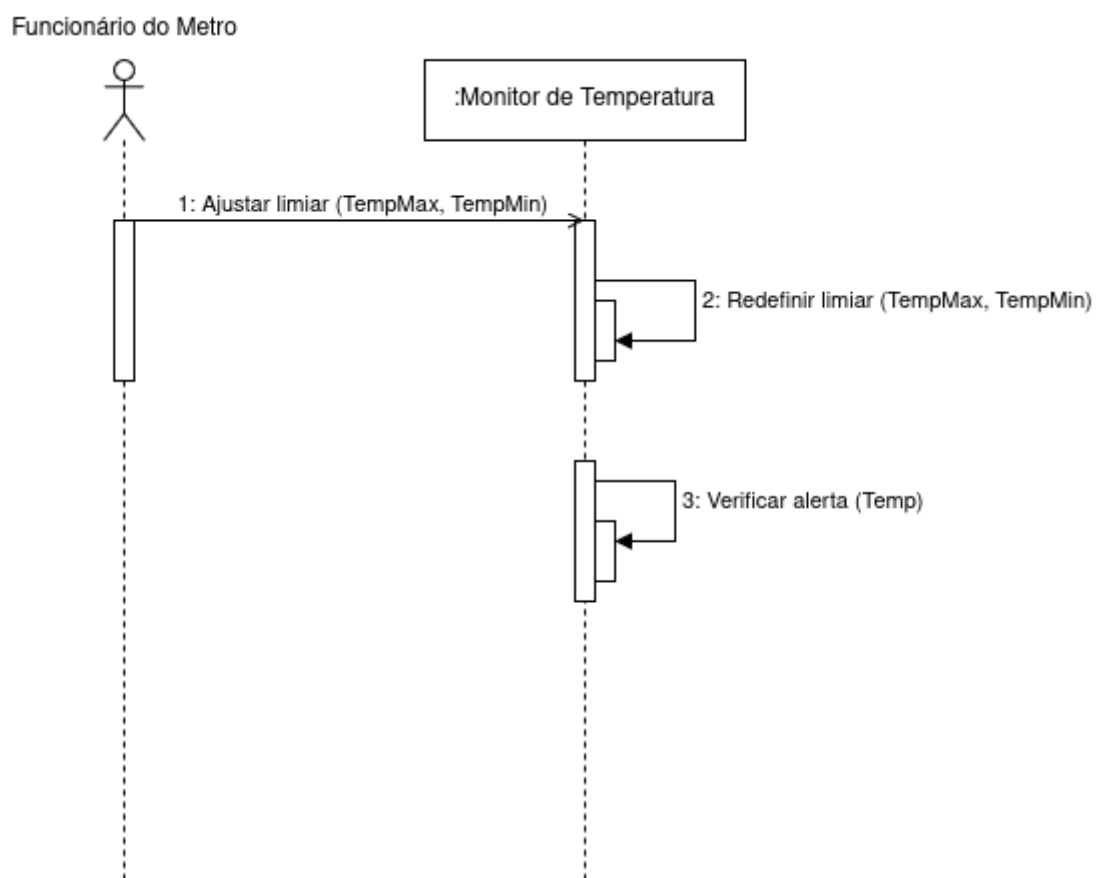 Funcionário do Metro
:Monitor de Temperatura
1: Ajustar limiar (TempMax, TempMin)
2: Redefinir limiar (TempMax, TempMin)
3: Verificar alerta (Temp)